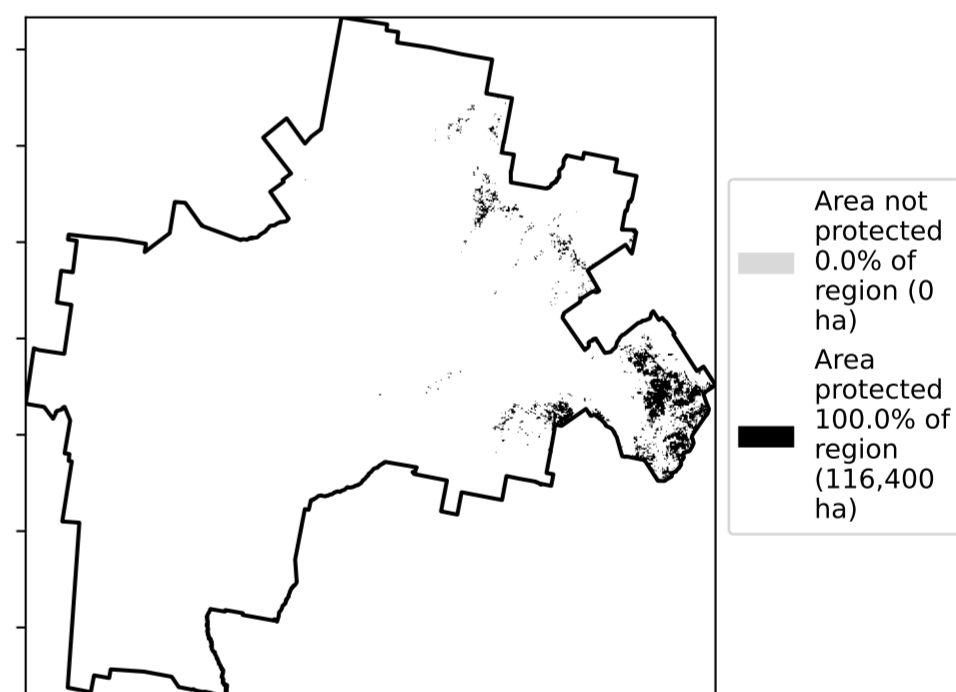 Area not
protected
0.0% of
region (0
ha)
Area
protected
100.0% of
region
(116,400
ha)